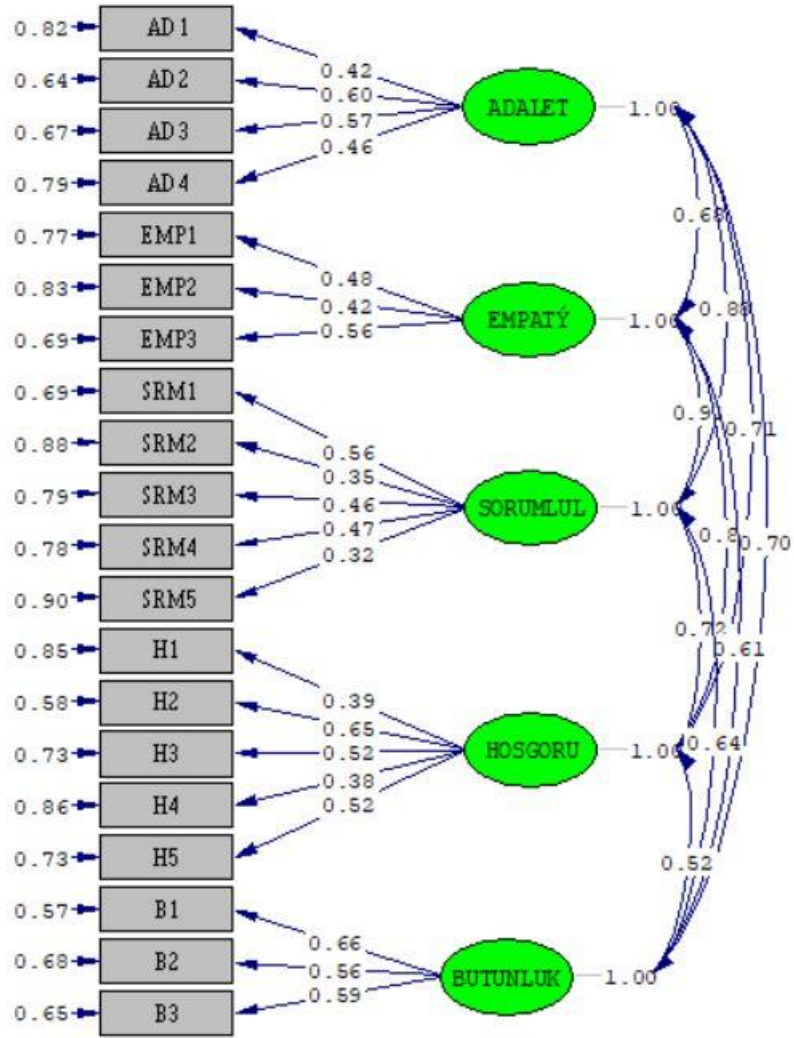 0.82 AD1
0.42
0.64 AD2
0.60
ADALET 1.00
0.67 AD3
0.57
0.46
0.79 AD4
0.68
0.77 EMP1
0.48
0.83 EMP2
0.42
EMPATÝ 1.00
0.88
0.69 EMP3
0.56
0.69 SRM1
0.88 SRM2
0.56
0.71
0.35
0.79 SRM3
0.46
SORUMLUL 1.00
0.47
0.78 SRM4
0.70
0.32
0.90 SRM5
0.72
0.61
0.85 H1
0.58 H2
0.39
0.65
0.73 H3
0.52
HOSGORU 1.00
0.64
0.38
0.86 H4
0.52
0.73 H5
0.52
0.57 B1
0.66
0.68 B2
0.56
BUTUNLUK 1.00
0.59
0.65 B3